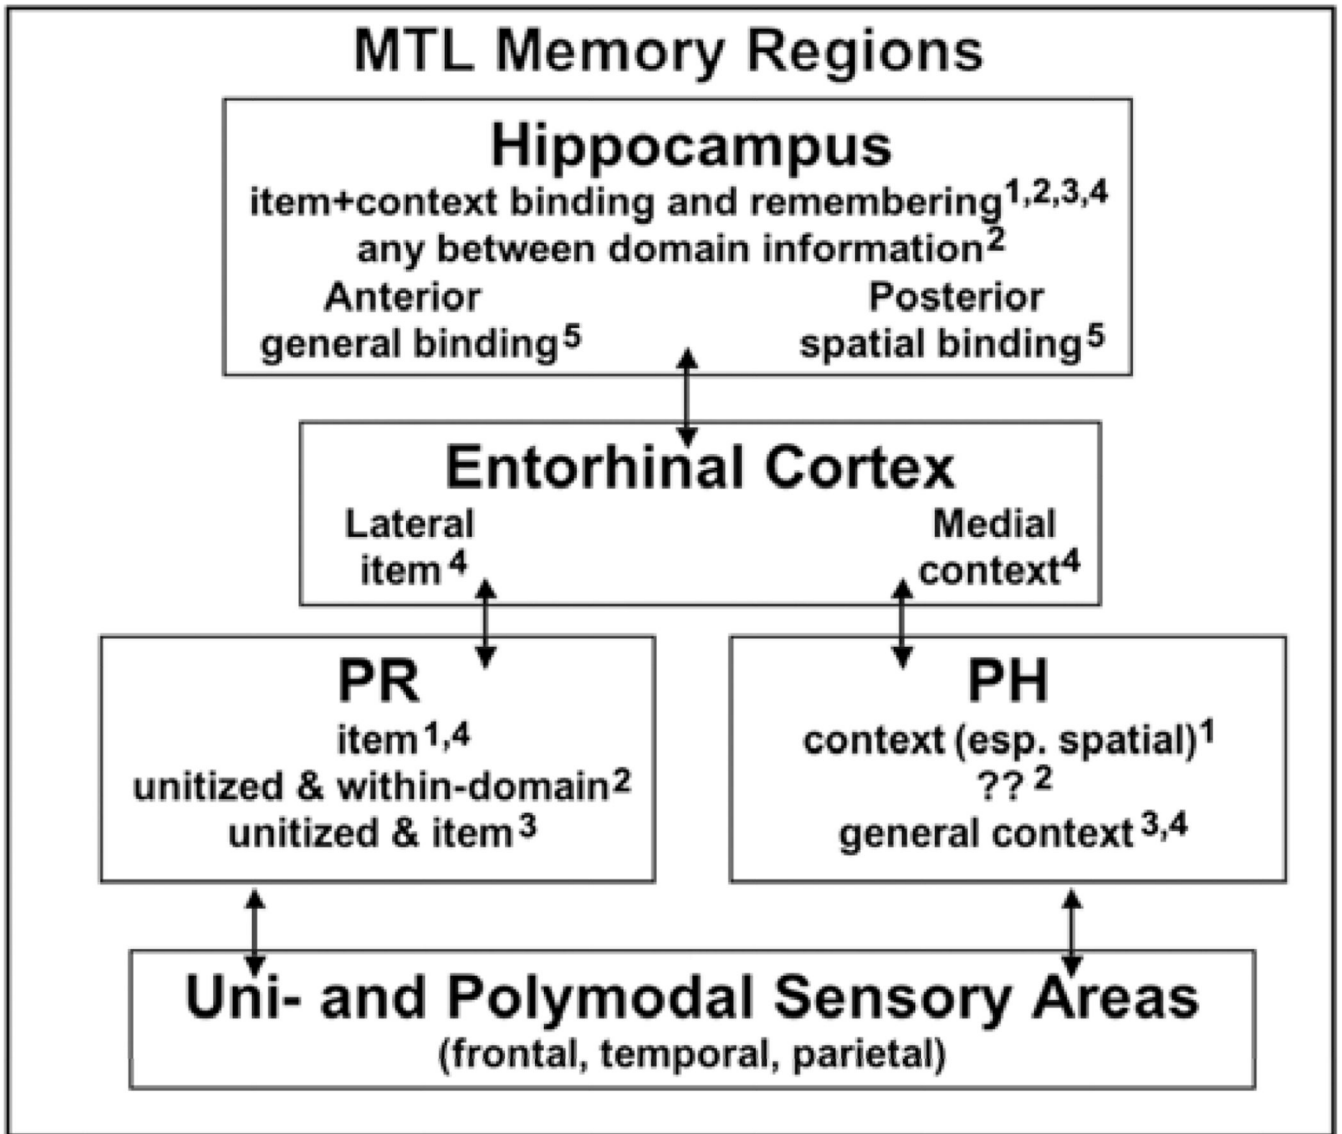 MTL Memory Regions
Hippocampus
item+context binding and remembering1,2,3,4
any between domain information2
Anterior Posterior
general binding5 spatial binding5
Entorhinal Cortex
Lateral Medial
item4 context4
PR
item1,4
unitized & within-domain2
unitized & item3
PH
context (esp. spatial)1
??2
general context3,4
Uni- and Polymodal Sensory Areas
(frontal, temporal, parietal)